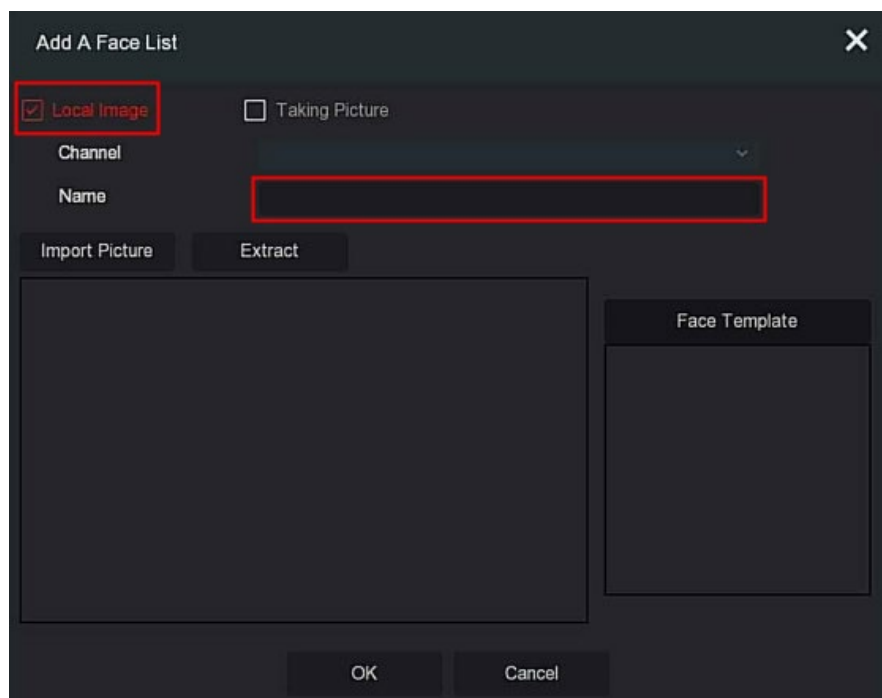 Add A Face List
Local Image Taking Picture
Channel
Name
Import Picture Extract
Face Template
OK Cancel